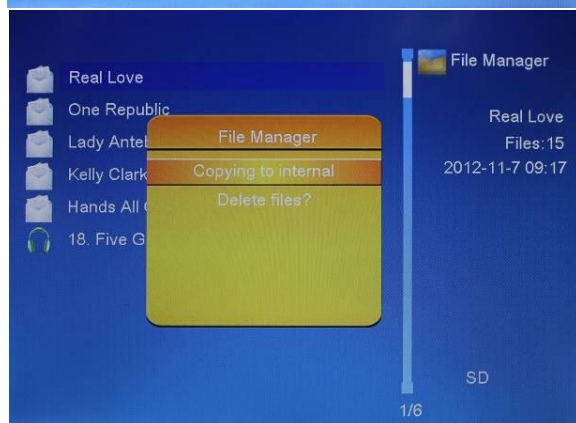 Real Love
One Republic
Lady Ante
Kelly Clark
Hands All
18. Five G
File Manager
Copying to internal
Delete files?
File Manager
Real Love
Files:15
2012-11-7 09:17
SD
1/6